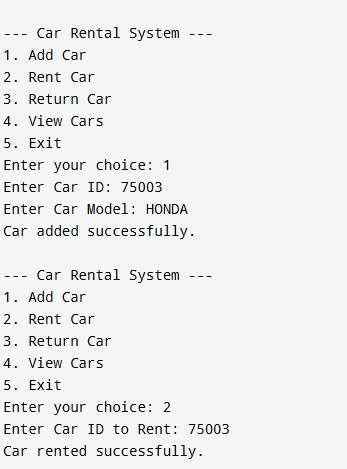 --- Car Rental System ---
1. Add Car
2. Rent Car
3. Return Car
4. View Cars
5. Exit
Enter your choice: 1
Enter Car ID: 75003
Enter Car Model: HONDA
Car added successfully.
--- Car Rental System ---
1. Add Car
2. Rent Car
3. Return Car
4. View Cars
5. Exit
Enter your choice: 2
Enter Car ID to Rent: 75003
Car rented successfully.